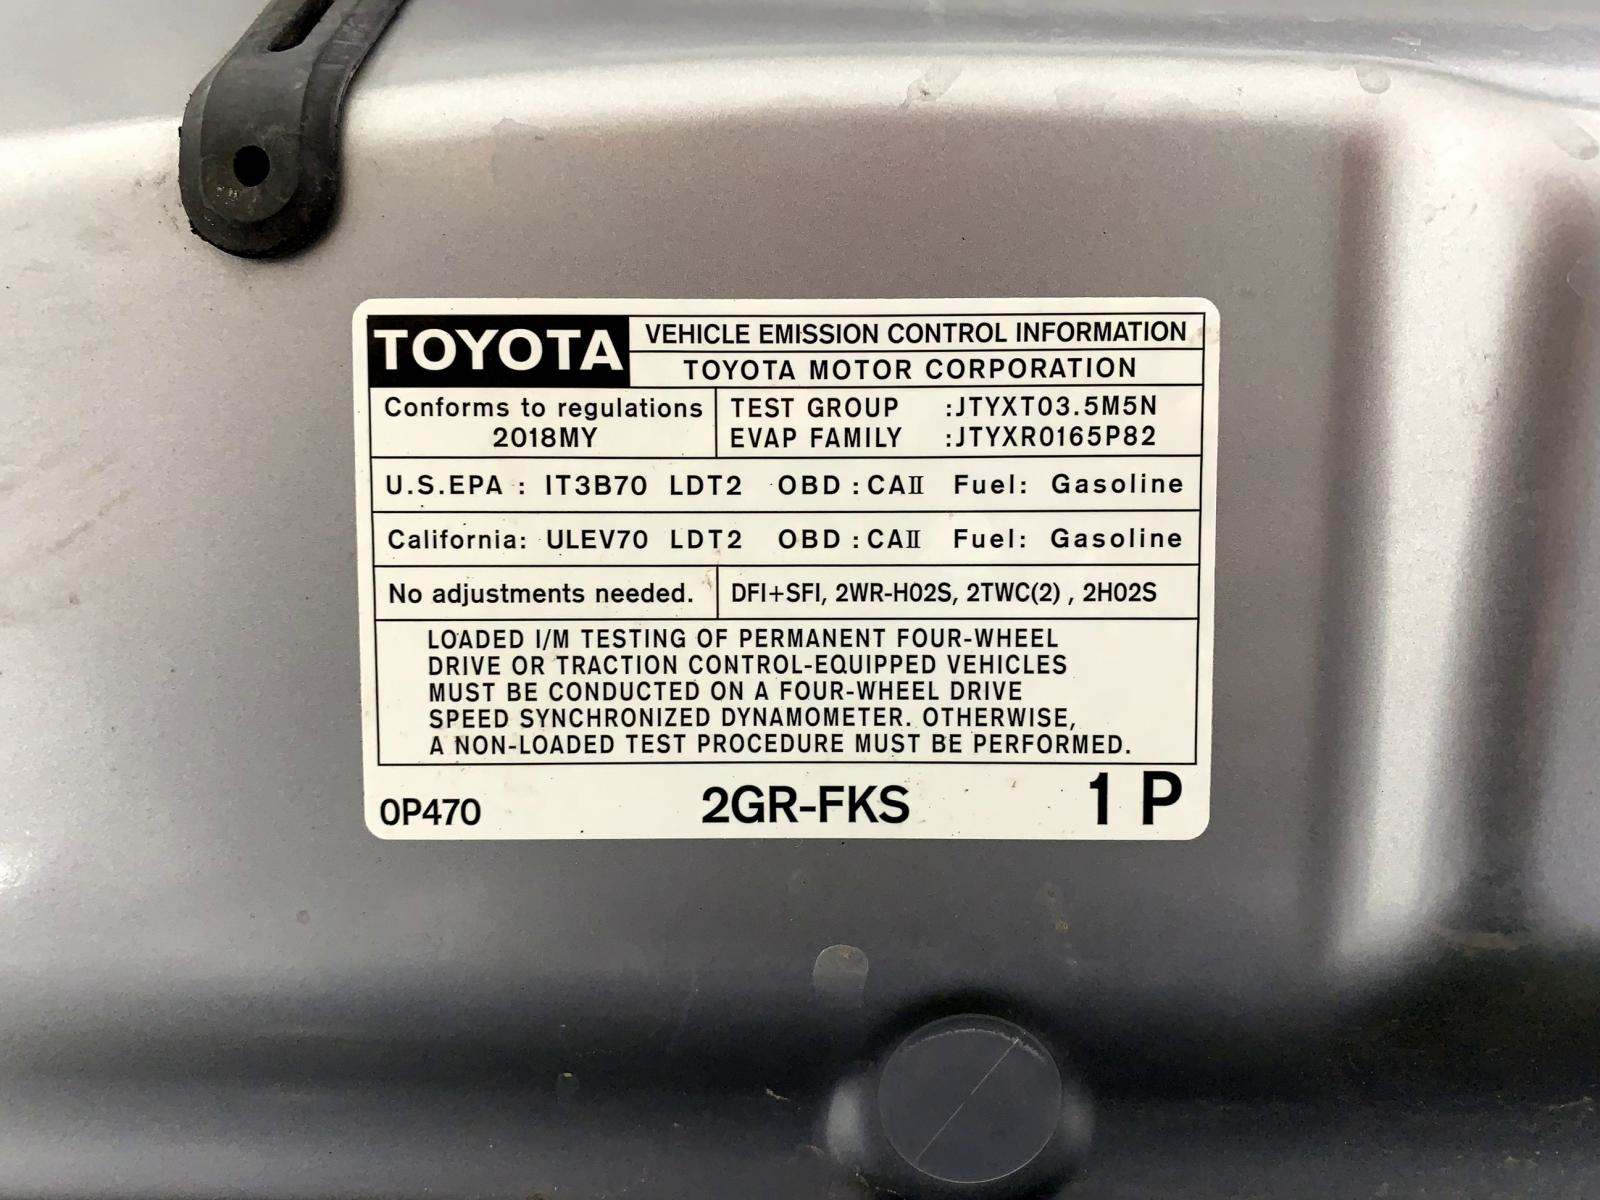 TOYOTA
VEHICLE EMISSION CONTROL INFORMATION
TOYOTA MOTOR CORPORATION
Conforms to regulations
2018MY
TEST GROUP :JTYXT03.5M5N
EVAP FAMILY :JTYXR0165P82
U.S.EPA : IT3B70 LDT2 OBD : CAⅡ Fuel: Gasoline
California: ULEV70 LDT2 OBD : CAⅡ Fuel: Gasoline
No adjustments needed.
DFI+SFI, 2WR-HO2S, 2TWC(2) , 2HO2S
LOADED I/M TESTING OF PERMANENT FOUR-WHEEL
DRIVE OR TRACTION CONTROL-EQUIPPED VEHICLES
MUST BE CONDUCTED ON A FOUR-WHEEL DRIVE
SPEED SYNCHRONIZED DYNAMOMETER. OTHERWISE,
A NON-LOADED TEST PROCEDURE MUST BE PERFORMED.
0P470 2GR-FKS 1 P